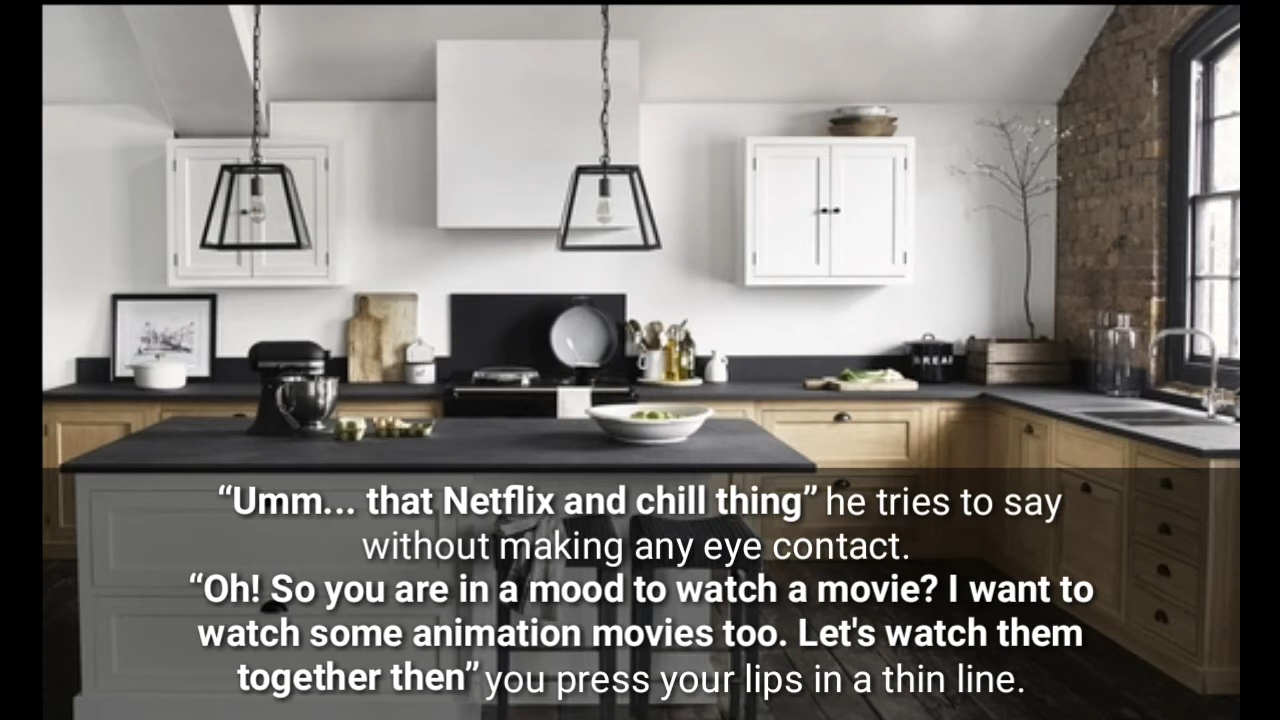 BREAD
“Umm... that Netflix and chill thing” he tries to say
without making any eye contact.
“Oh! So you are in a mood to watch a movie? I want to
watch some animation movies too. Let's watch them
together then” you press your lips in a thin line.